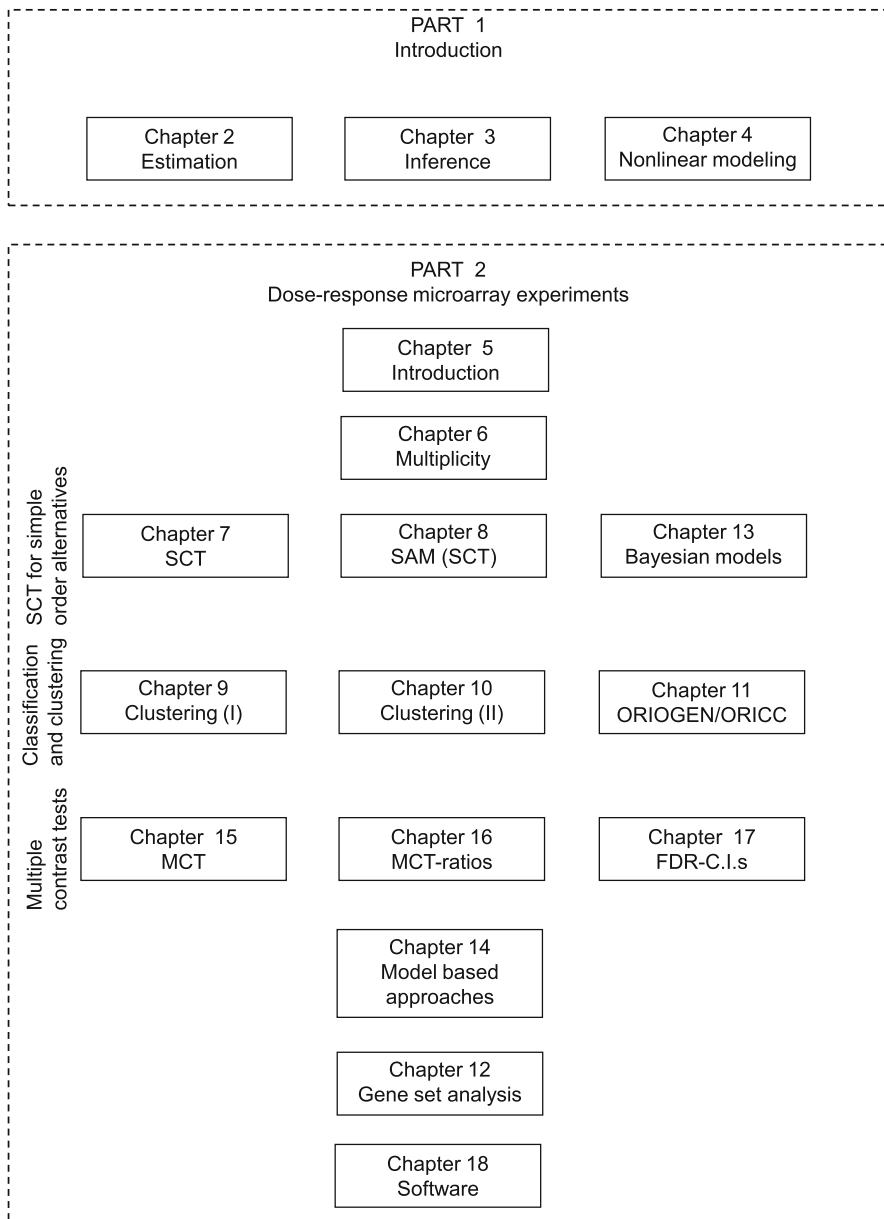 PART 1
Introduction
Chapter 2
Estimation
Chapter 3
Inference
Chapter 4
Nonlinear modeling
PART 2
Dose-response microarray experiments
Chapter 5
Introduction
Chapter 6
Multiplicity
SCT for simple
order alternatives
Chapter 7
SCT
Chapter 8
SAM (SCT)
Chapter 13
Bayesian models
Classification
and clustering
Chapter 9
Clustering (I)
Chapter 10
Clustering (II)
Chapter 11
ORIOGEN/ORICC
Multiple
contrast tests
Chapter 15
MCT
Chapter 16
MCT-ratios
Chapter 17
FDR-C.I.s
Chapter 14
Model based
approaches
Chapter 12
Gene set analysis
Chapter 18
Software